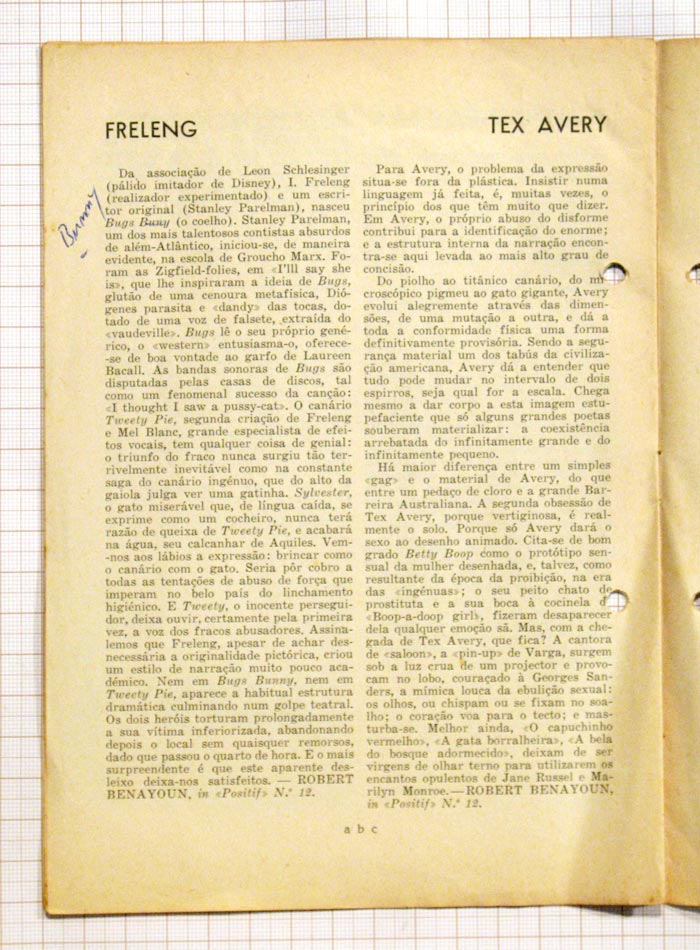 FRELENG
Da associação de Leon Schlesinger
(pálido imitador de Disney), I. Freleng
(realizador experimentado) e um escri-
tor original (Stanley Parelman), nasceu
Bugs Buny (o coelho). Stanley Parelman,
um dos mais talentosos contistas absurdos
de além-Atlântico, iniciou-se, de maneira
evidente, na escola de Groucho Marx. Fo-
ram as Zigfield-folies, em «I'll say she
is», que lhe inspiraram a ideia de Bugs,
glutão de uma cenoura metafísica, Dió-
genes parasita e «dandy» das tocas, do-
tado de uma voz de falsete, extraída do
«vaudeville». Bugs lê o seu próprio gené-
rico, o «western» entusiasma-o, oferece-
-se de boa vontade ao garfo de Laureen
Bacall. As bandas sonoras de Bugs são
disputadas pelas casas de discos, tal
como um fenomenal sucesso da canção:
«I thought I saw a pussy-cat». O canário
Tweety Pie, segunda criação de Freleng
e Mel Blanc, grande especialista de efei-
tos vocais, tem qualquer coisa de genial:
o triunfo do fraco nunca surgiu tão ter-
rivelmente inevitável como na constante
saga do canário ingénuo, que do alto da
gaiola julga ver uma gatinha. Sylvester,
o gato miserável que, de língua caída, se
exprime como um cocheiro, nunca terá
razão de queixa de Tweety Pie, e acabará
na água, seu calcanhar de Aquiles. Vem-
-nos aos lábios a expressão: brincar como
o canário com o gato. Seria pôr cobro a
todas as tentações de abuso de força que
imperam no belo país do linchamento
higiénico. E Tweety, o inocente persegui-
dor, deixa ouvir, certamente pela primeira
vez, a voz dos fracos abusadores. Assina-
lemos que Freleng, apesar de achar des-
necessária a originalidade pictórica, criou
um estilo de narração muito pouco aca-
démico. Nem em Bugs Bunny, nem em
Tweety Pie, aparece a habitual estrutura
dramática culminando num golpe teatral.
Os dois heróis torturam prolongadamente
a sua vítima inferiorizada, abandonando
depois o local sem quaisquer remorsos,
dado que passou o quarto de hora. E o mais
surpreendente é que este aparente des-
leixo deixa-nos satisfeitos. — ROBERT
BENAYOUN, in «Positif» N.º 12.
TEX AVERY
Para Avery, o problema da expressão
situa-se fora da plástica. Insistir numa
linguagem já feita, é, muitas vezes, o
princípio dos que têm muito que dizer.
Em Avery, o próprio abuso do disforme
contribui para a identificação do enorme;
e a estrutura interna da narração encon-
tra-se aqui levada ao mais alto grau de
concisão.
Do piolho ao titânico canário, do mi
croscópico pigmeu ao gato gigante, Avery
evolui alegremente através das dimen-
sões, de uma mutação a outra, e dá a
toda a conformidade física uma forma
definitivamente provisória. Sendo a segu-
rança material um dos tabús da civiliza-
ção americana, Avery dá a entender que
tudo pode mudar no intervalo de dois
espirros, seja qual for a escala. Chega
mesmo a dar corpo a esta imagem estu-
pefaciente que só alguns grandes poetas
souberam materializar: a coexistência
arrebatada do infinitamente grande e do
infinitamente pequeno.
Há maior diferença entre um simples
«gag» e o material de Avery, do que
entre um pedaço de cloro e a grande Bar-
reira Australiana. A segunda obsessão de
Tex Avery, porque vertiginosa, é real-
mente o solo. Porque só Avery dará o
sexo ao desenho animado. Cita-se de bom
grado Betty Boop como o protótipo sen-
sual da mulher desenhada, e, talvez, como
resultante da época da proibição, na era
das «ingénuas»; o seu peito chato de
prostituta e a sua boca à cocinela d
«Boop-a-doop girl», fizeram desaparecer
dela qualquer emoção sã. Mas, com a che-
gada de Tex Avery, que fica? A cantora
de «saloon», a «pin-up» de Varga, surgem
sob a luz crua de um projector e provo-
cam no lobo, couraçado à Georges San-
ders, a mímica louca da ebulição sexual:
os olhos, ou chispam ou se fixam no soa-
lho; o coração voa para o tecto; e mas-
turba-se. Melhor ainda, «O capuchinho
vermelho», «A gata borralheira», «A bela
do bosque adormecido», deixam de ser
virgens de olhar terno para utilizarem os
encantos opulentos de Jane Russel e Ma-
rilyn Monroe.—ROBERT BENAYOUN,
in «Positif» N.º 12.
a b c